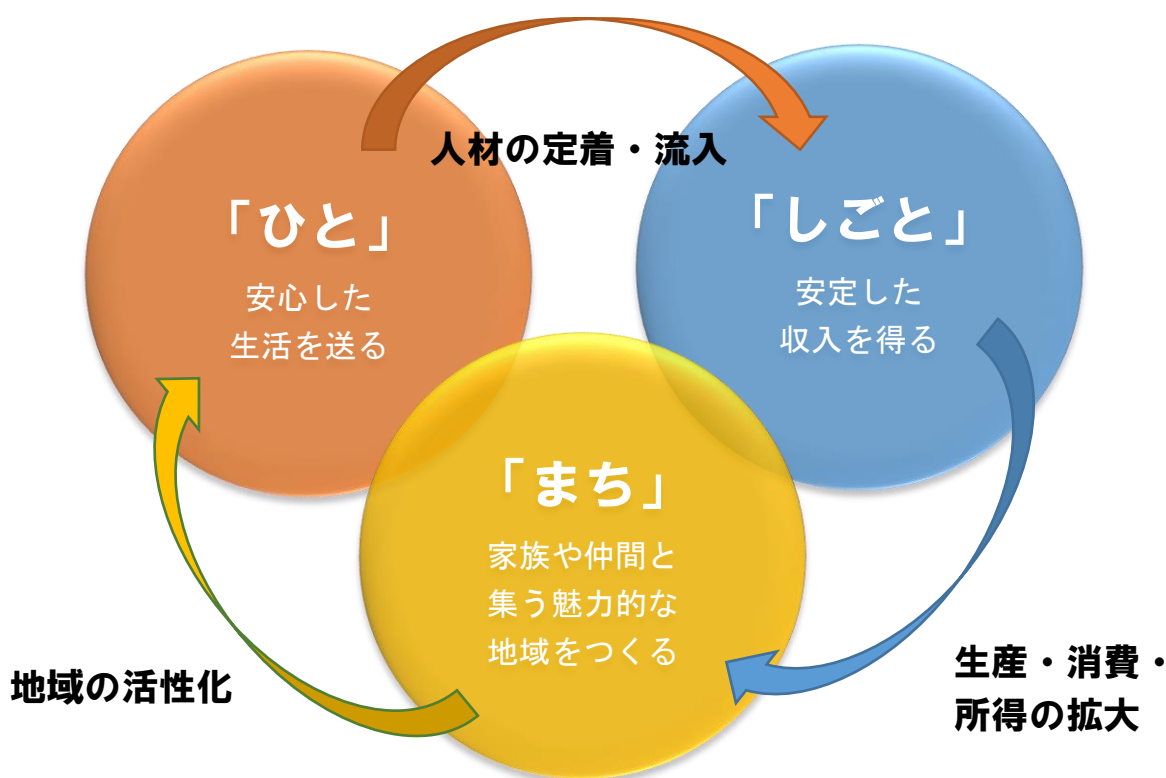 人材の定着・流入
「ひと」
安心した
生活を送る
「しごと」
安定した
収入を得る
「まち」
家族や仲間と
集う魅力的な
地域をつくる
地域の活性化
生産・消費・
所得の拡大